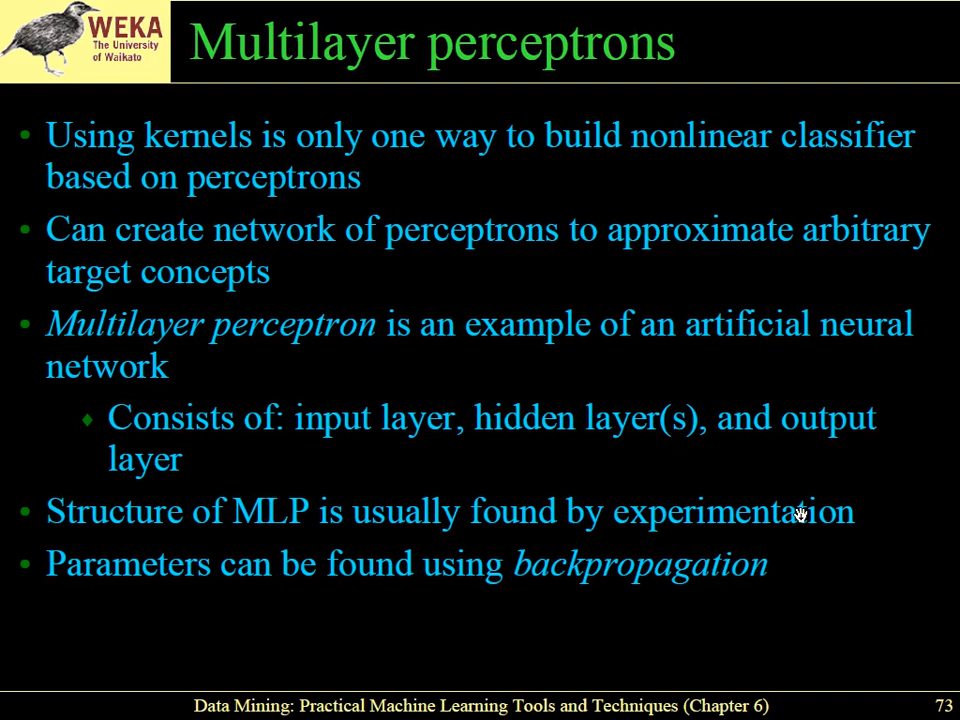 WEKA
The University
of Waikato
Multilayer perceptrons
Using kernels is only one way to build nonlinear classifier
based on perceptrons
Can create network of perceptrons to approximate arbitrary
target concepts
Multilayer perceptron is an example of an artificial neural
network
Consists of: input layer, hidden layer(s), and output
layer
Structure of MLP is usually found by experimentation
Parameters can be found using backpropagation
Data Mining: Practical Machine Learning Tools and Techniques (Chapter 6)
73